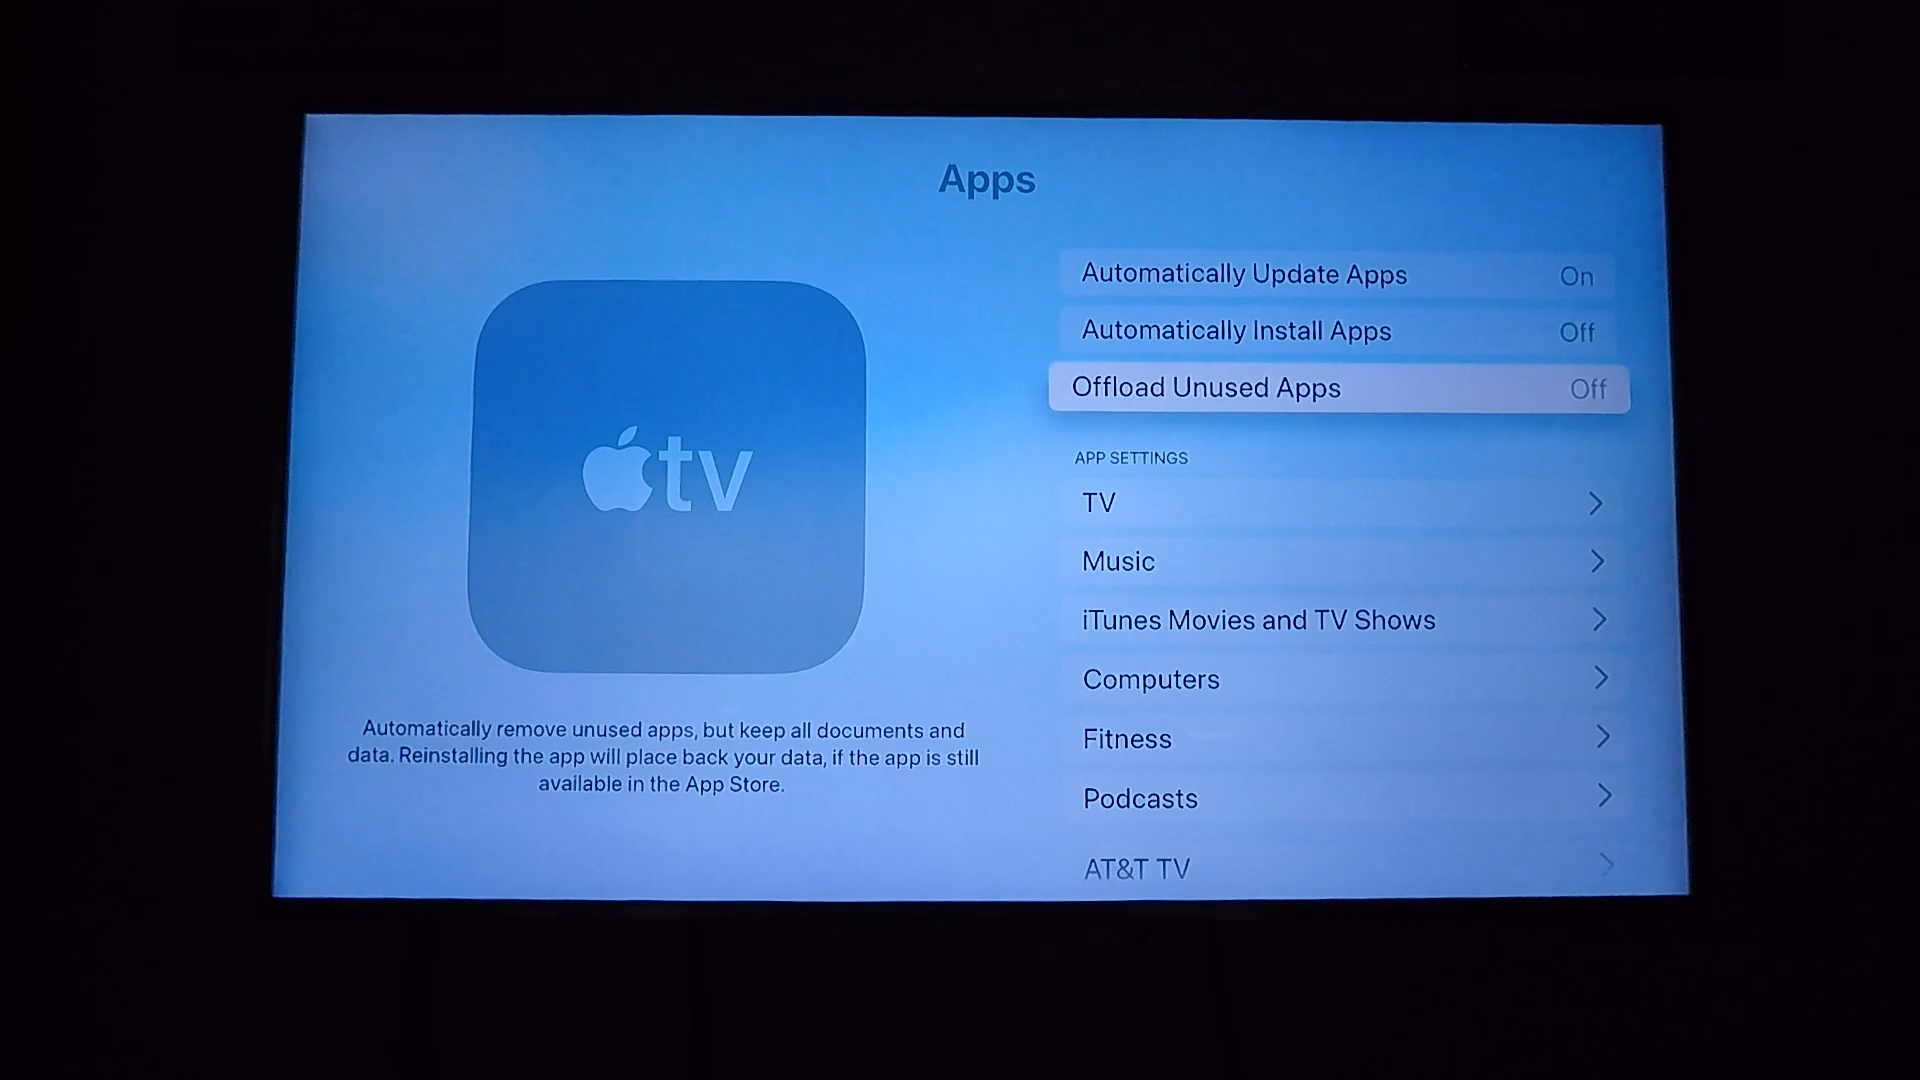 Apps
Automatically Update Apps On
Automatically Install Apps Off
Offload Unused Apps Off
APP SETTINGS
TV
Music
iTunes Movies and TV Shows
Computers
Fitness
Podcasts
AT&T TV
tv
Automatically remove unused apps, but keep all documents and
data. Reinstalling the app will place back your data, if the app is still
available in the App Store.